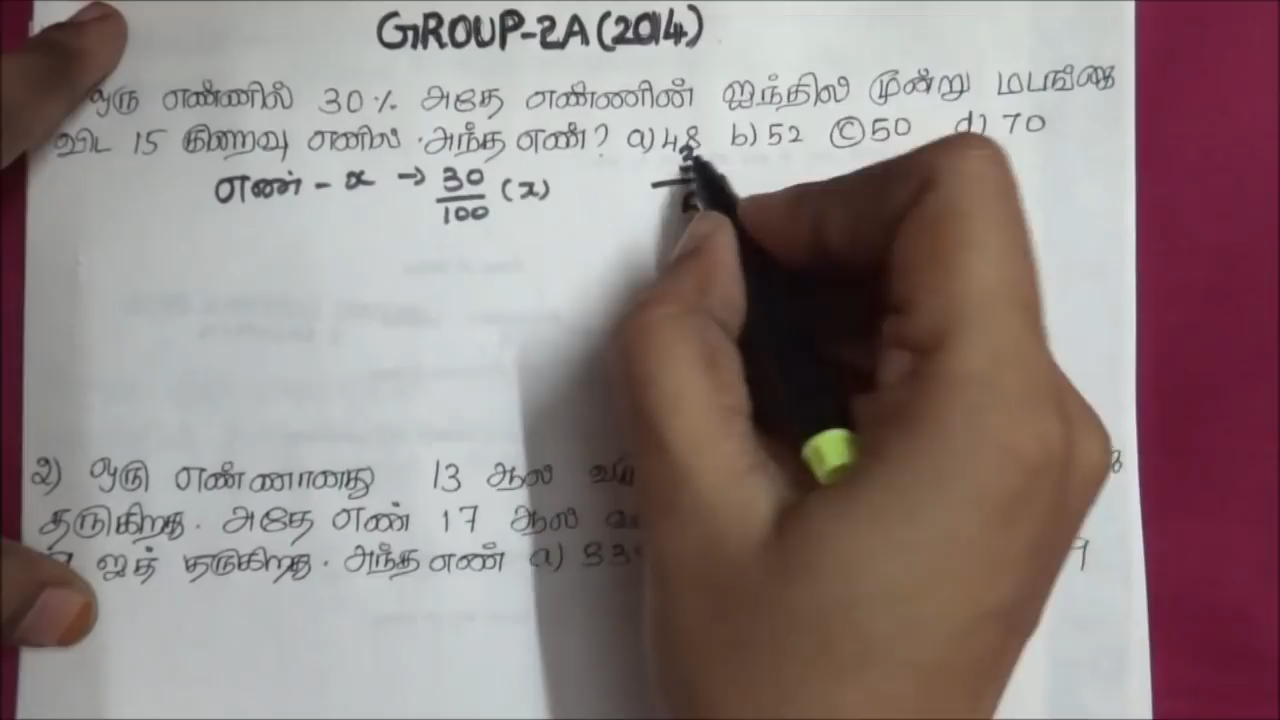 GROUP-2A (2014)
ஒரு எண்ணில் 30% அதே எண்ணின் ஐந்தில் மூன்று மடங்கை
விட 15 குறைவு எனில் அந்த எண்? a) 48 b) 52 c) 50 d) 70
எண் - x → 30/100 (x) 3
2) ஒரு எண்ணானது 13 ஆல்
தருகிறது. அதே எண் 17 ஆல்
ஐத் தருகிறது. அந்த எண் a) 33